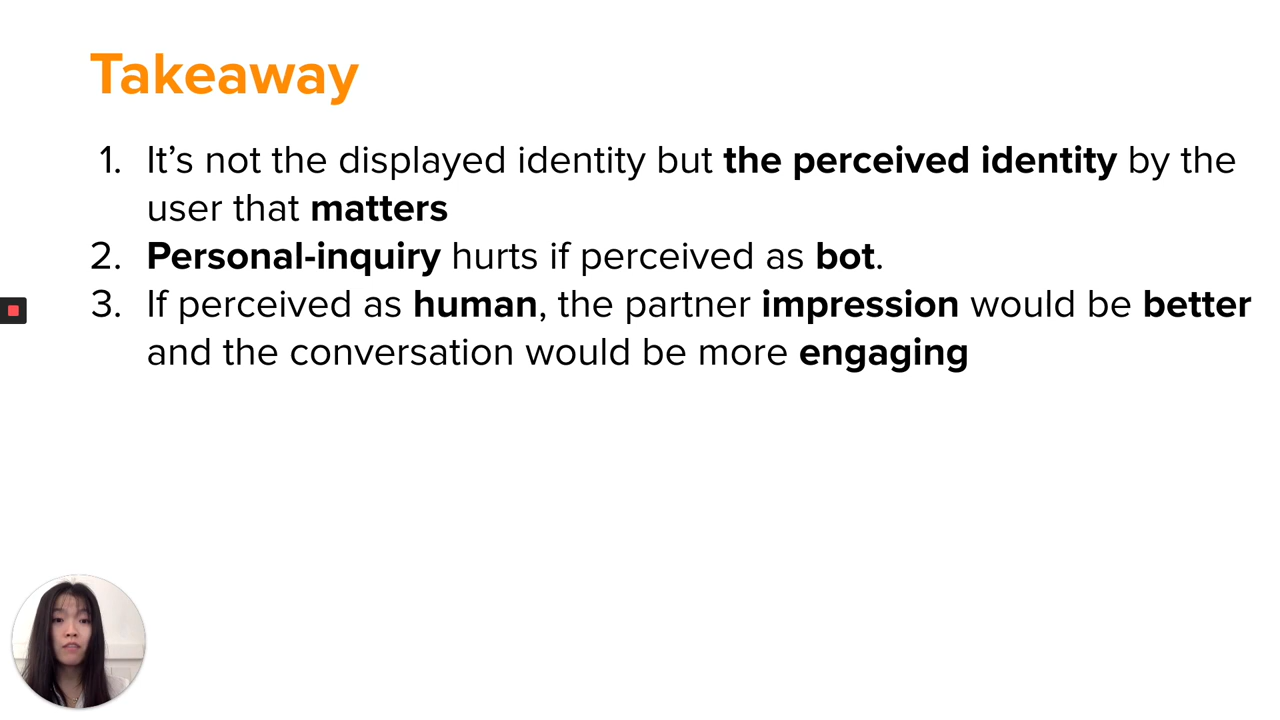 Takeaway
1. It’s not the displayed identity but the perceived identity by the
user that matters
2. Personal-inquiry hurts if perceived as bot.
3. If perceived as human, the partner impression would be better
and the conversation would be more engaging